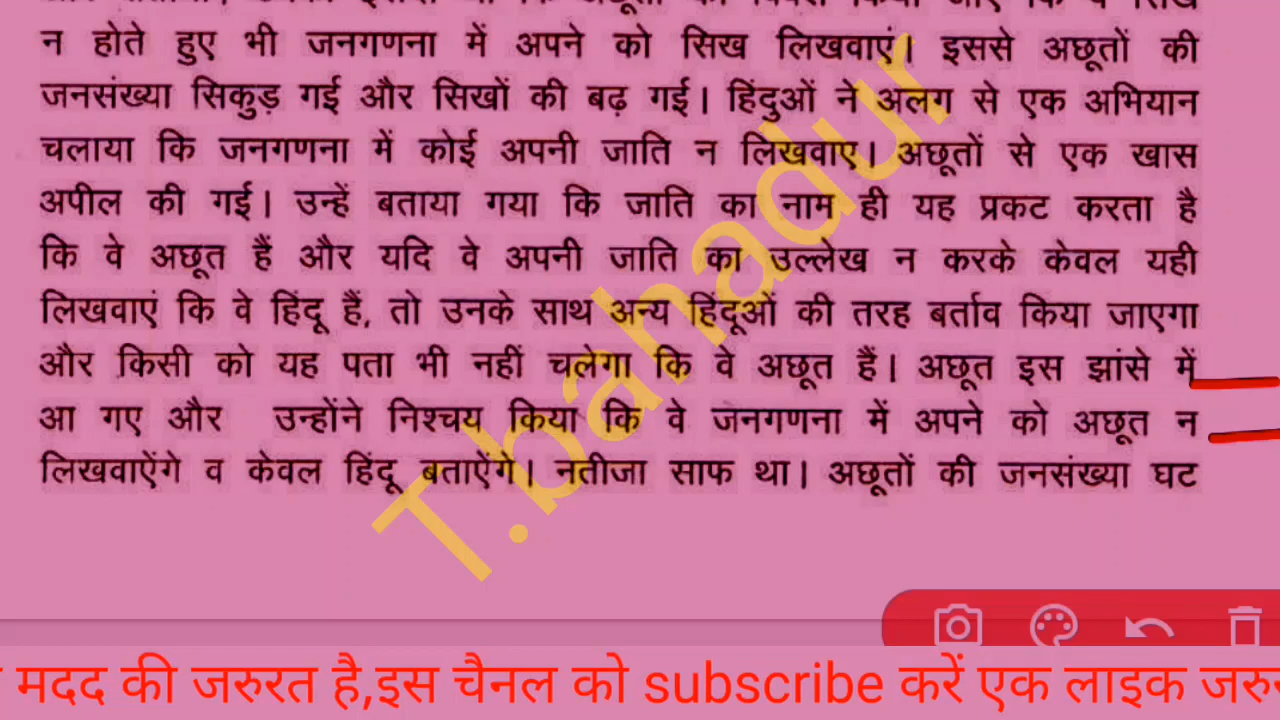 न होते हुए भी जनगणना में अपने को सिख लिखवाएं। इससे अछूतों की
जनसंख्या सिकुड़ गई और सिखों की बढ़ गई। हिंदुओं ने अलग से एक अभियान
चलाया कि जनगणना में कोई अपनी जाति न लिखवाए। अछूतों से एक खास
अपील की गई। उन्हें बताया गया कि जाति का नाम ही यह प्रकट करता है
कि वे अछूत हैं और यदि वे अपनी जाति का उल्लेख न करके केवल यही
लिखवाएं कि वे हिंदू हैं, तो उनके साथ अन्य हिंदूओं की तरह बर्ताव किया जाएगा
और किसी को यह पता भी नहीं चलेगा कि वे अछूत हैं। अछूत इस झांसे में
आ गए और उन्होंने निश्चय किया कि वे जनगणना में अपने को अछूत न
लिखवाऐंगे व केवल हिंदू बताऐंगे। नतीजा साफ था। अछूतों की जनसंख्या घट
T.bahadur
मदद की जरुरत है,इस चैनल को subscribe करें एक लाइक